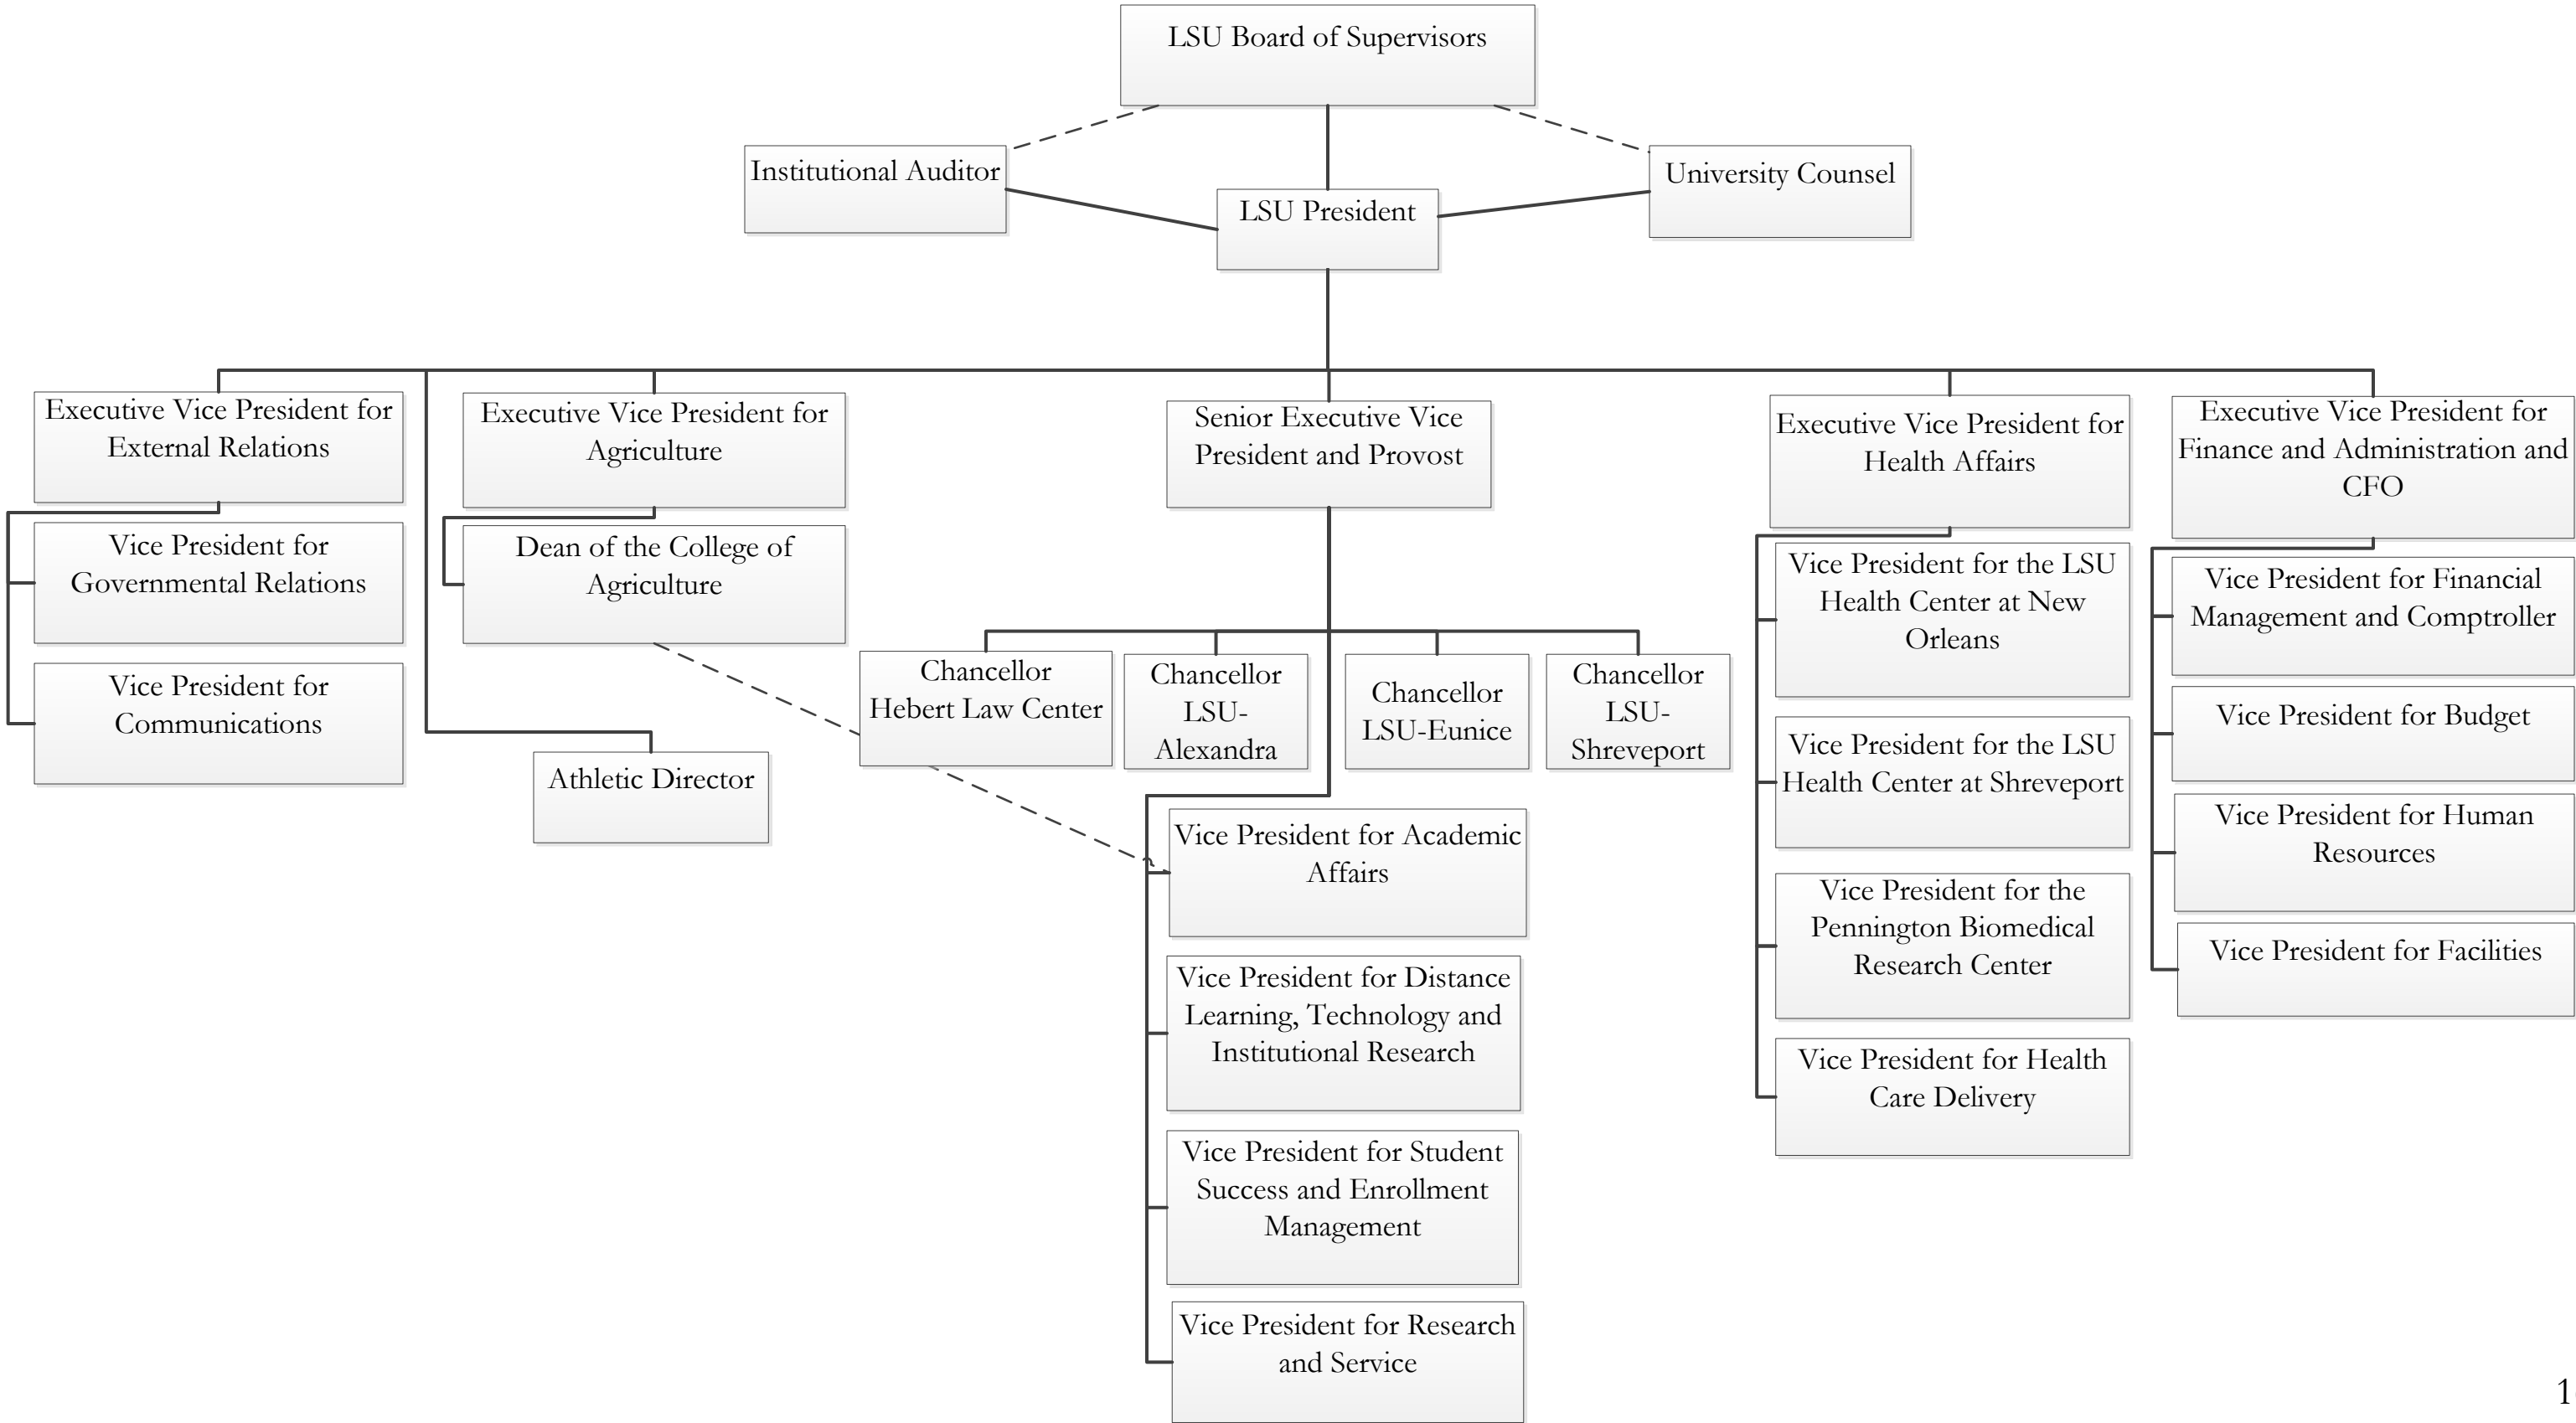 LSU Board of Supervisors
Institutional Auditor
University Counsel
LSU President
Executive Vice President for
External Relations
Executive Vice President for
Agriculture
Senior Executive Vice
President and Provost
Executive Vice President for
Health Affairs
Executive Vice President for
Finance and Administration and
CFO
Vice President for
Governmental Relations
Vice President for
Communications
Dean of the College of
Agriculture
Athletic Director
Chancellor
Hebert Law Center
Chancellor
LSU-
Alexandra
Chancellor
LSU-Eunice
Chancellor
LSU-
Shreveport
Vice President for Academic
Affairs
Vice President for Distance
Learning, Technology and
Institutional Research
Vice President for Student
Success and Enrollment
Management
Vice President for Research
and Service
Vice President for the LSU
Health Center at New
Orleans
Vice President for the LSU
Health Center at Shreveport
Vice President for the
Pennington Biomedical
Research Center
Vice President for Health
Care Delivery
Vice President for Financial
Management and Comptroller
Vice President for Budget
Vice President for Human
Resources
Vice President for Facilities
1